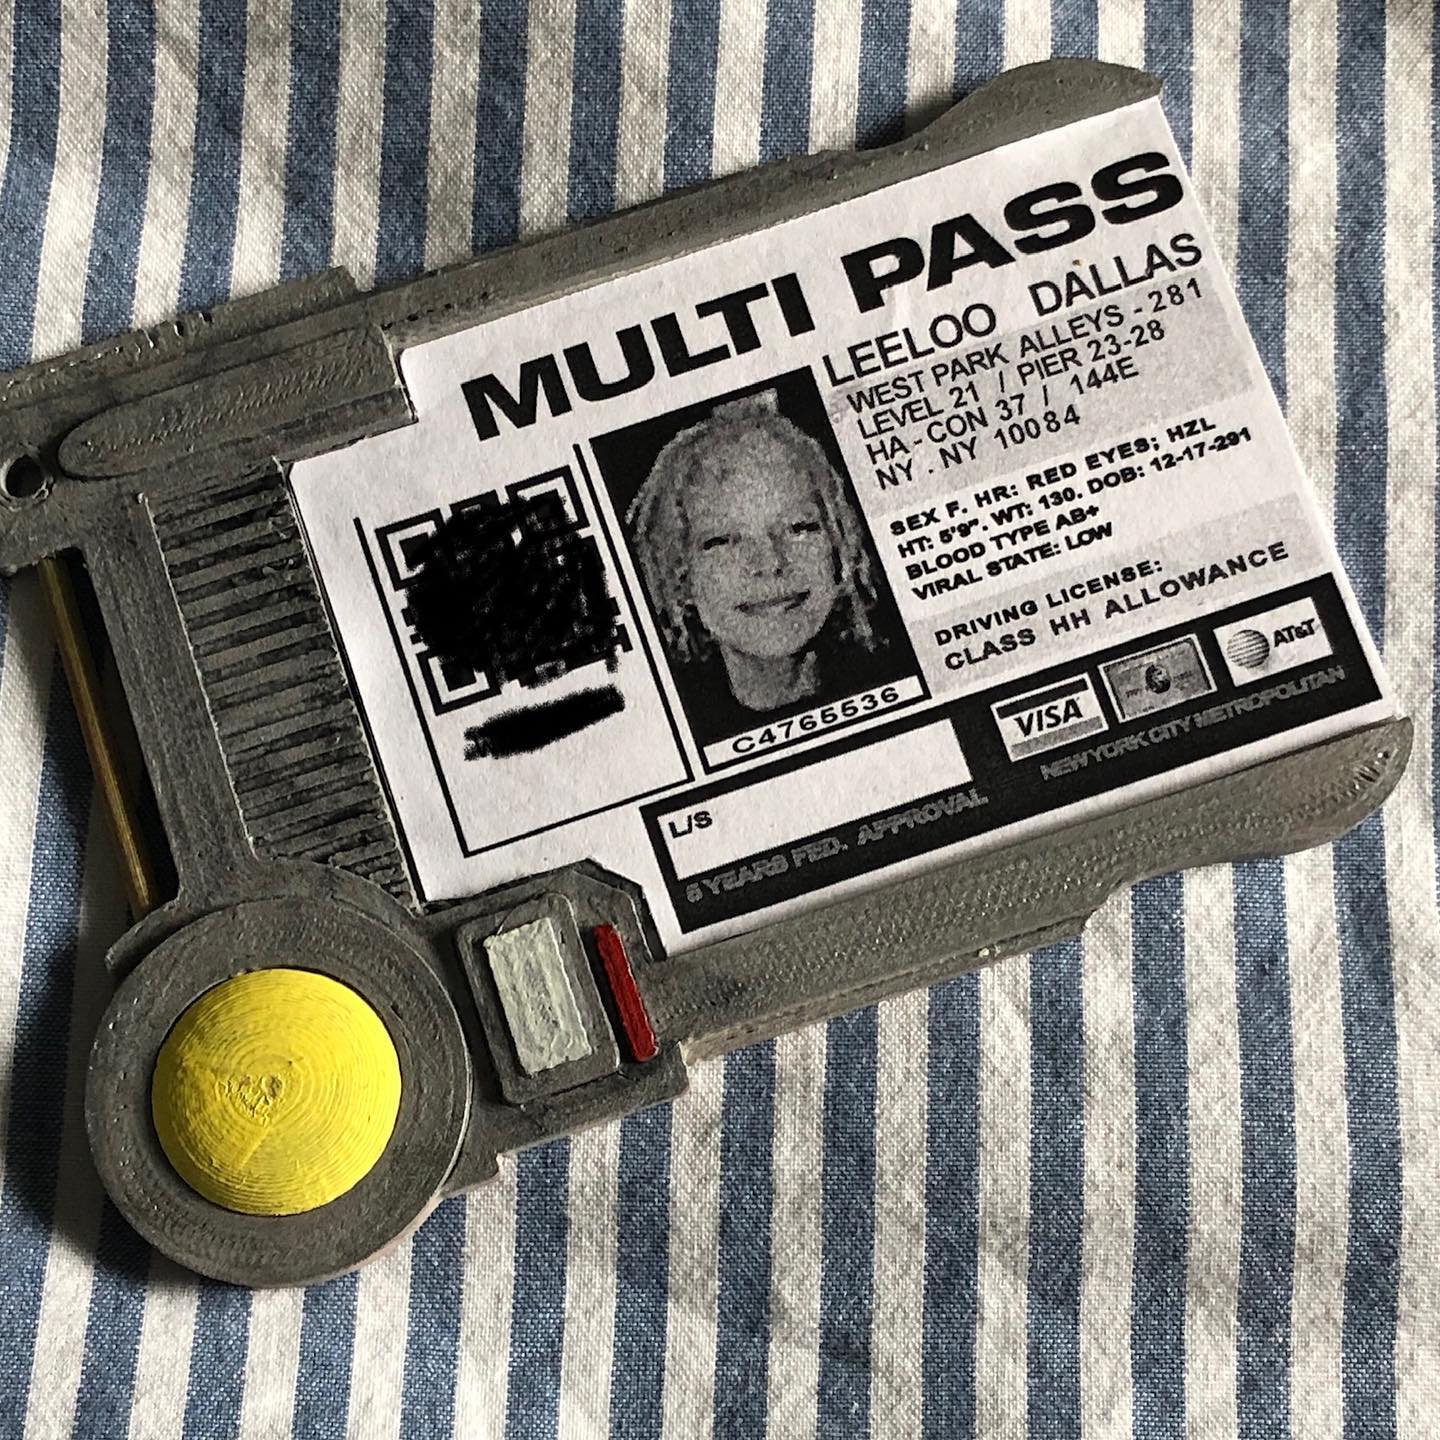 MULTI PASS
LEELOO DALLAS
WEST PARK ALLEYS - 281
LEVEL 21 / PIER 23-28
HA-CON 37 / 144E
NY . NY 10084
SEX F. HR: RED EYES; HZL
HT: 5'9". WT: 130. DOB: 12-17-291
BLOOD TYPE AB+
VIRAL STATE: LOW
DRIVING LICENSE:
CLASS HH ALLOWANCE
C4765536
VISA
AT&T
NEWYORK CITY METROPOLITAN
L/S
5 YEARS FED. APPROVAL